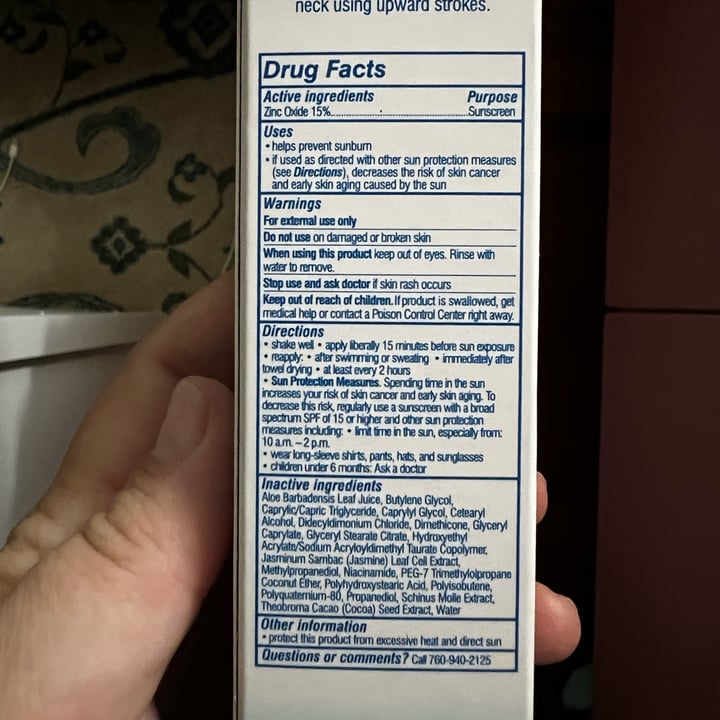 neck using upward strokes.
Drug Facts
Active ingredients Purpose
Zinc Oxide 15%..................................................Sunscreen
Uses
• helps prevent sunburn
• if used as directed with other sun protection measures
(see Directions), decreases the risk of skin cancer
and early skin aging caused by the sun
Warnings
For external use only
Do not use on damaged or broken skin
When using this product keep out of eyes. Rinse with
water to remove.
Stop use and ask doctor if skin rash occurs
Keep out of reach of children. If product is swallowed, get
medical help or contact a Poison Control Center right away.
Directions
• shake well • apply liberally 15 minutes before sun exposure
• reapply: • after swimming or sweating • immediately after
towel drying • at least every 2 hours
• Sun Protection Measures. Spending time in the sun
increases your risk of skin cancer and early skin aging. To
decrease this risk, regularly use a sunscreen with a broad
spectrum SPF of 15 or higher and other sun protection
measures including: • limit time in the sun, especially from:
10 a.m. – 2 p.m.
• wear long-sleeve shirts, pants, hats, and sunglasses
• children under 6 months: Ask a doctor
Inactive ingredients
Aloe Barbadensis Leaf Juice, Butylene Glycol,
Caprylic/Capric Triglyceride, Caprylyl Glycol, Cetearyl
Alcohol, Didecyldimonium Chloride, Dimethicone, Glyceryl
Caprylate, Glyceryl Stearate Citrate, Hydroxyethyl
Acrylate/Sodium Acryloyldimethyl Taurate Copolymer,
Jasminum Sambac (Jasmine) Leaf Cell Extract,
Methylpropanediol, Niacinamide, PEG-7 Trimethylolpropane
Coconut Ether, Polyhydroxystearic Acid, Polyisobutene,
Polyquaternium-80, Propanediol, Schinus Molle Extract,
Theobroma Cacao (Cocoa) Seed Extract, Water
Other information
• protect this product from excessive heat and direct sun
Questions or comments? Call 760-940-2125